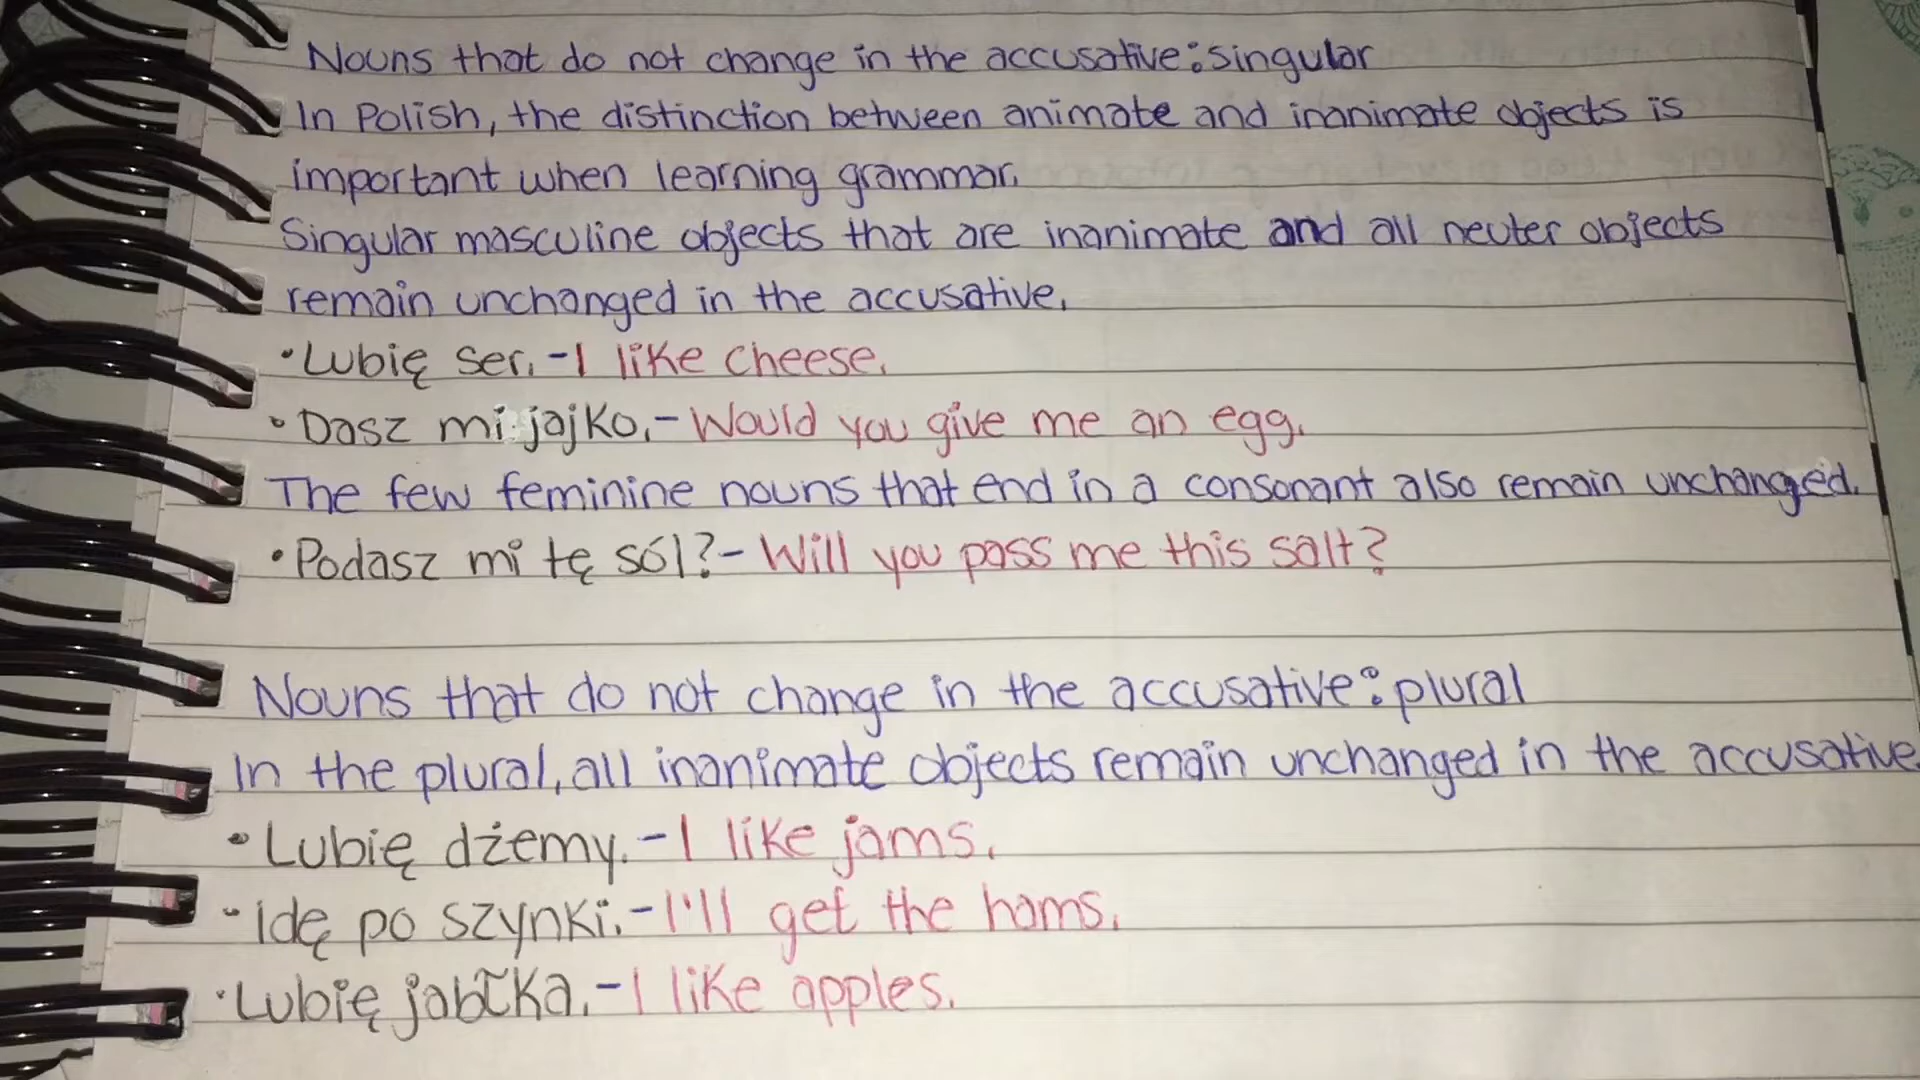 Nouns that do not change in the accusative: singular
In Polish, the distinction between animate and inanimate objects is
important when learning grammar.
Singular masculine objects that are inanimate and all neuter objects
remain unchanged in the accusative.
•Lubię ser.-I like cheese.
•Dasz mi jajko.-Would you give me an egg.
The few feminine nouns that end in a consonant also remain unchanged.
•Podasz mi tę sól?-Will you pass me this salt?
Nouns that do not change in the accusative: plural
In the plural, all inanimate objects remain unchanged in the accusative.
•Lubię dżemy.-I like jams.
•Idę po szynki.-I'll get the hams.
•Lubię jabłka.-I like apples.